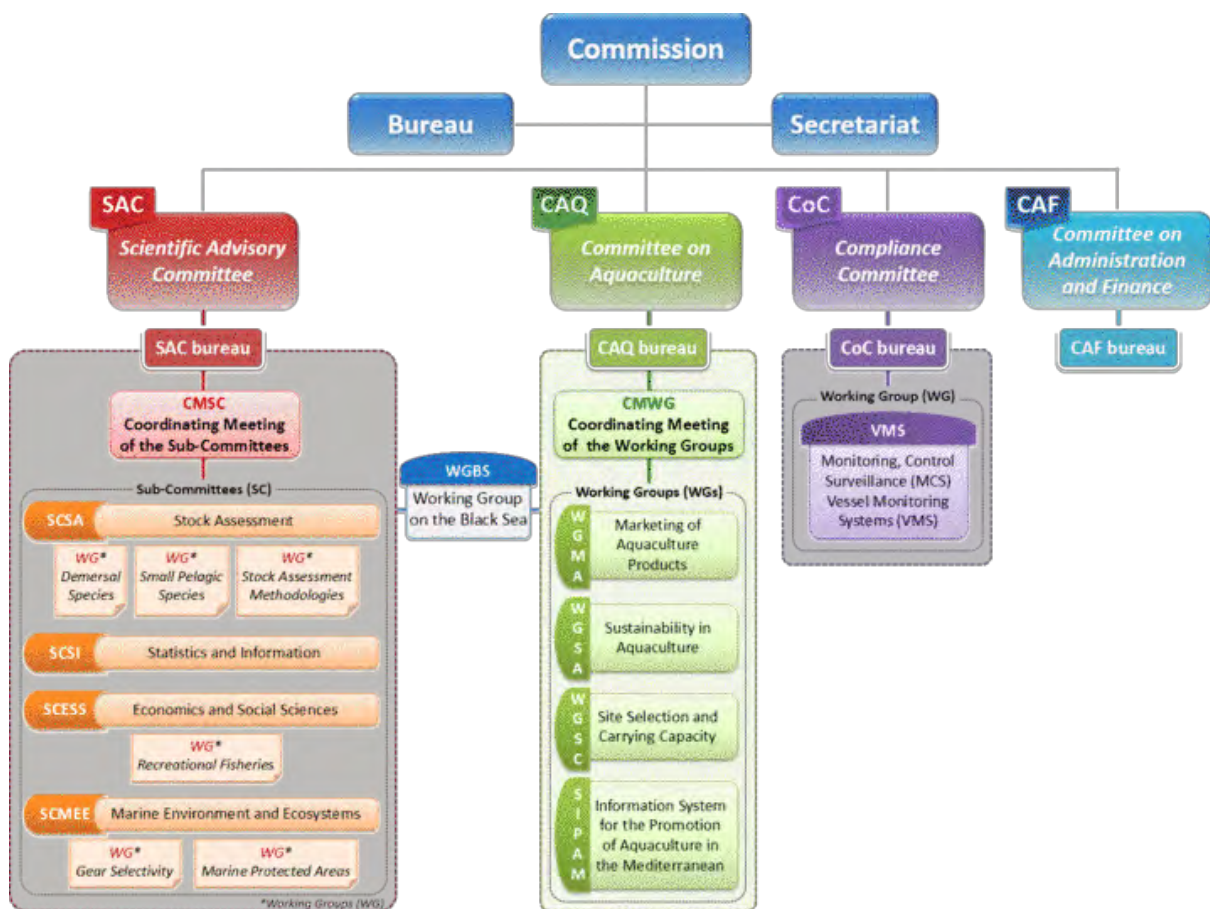 Commission
Bureau
Secretariat
SAC
Scientific Advisory
Committee
CAQ
Committee on
Aquaculture
CoC
Compliance
Committee
CAF
Committee on
Administration
and Finance
SAC bureau
CAQ bureau
CoC bureau
CAF bureau
CMSC
Coordinating Meeting
of the Sub-Committees
Sub-Committees (SC)
SCSA
Stock Assessment
WG*
Demersal
Species
WG*
Small Pelagic
Species
WG*
Stock Assessment
Methodologies
SCSI
Statistics and Information
SCESS
Economics and Social Sciences
WG*
Recreational Fisheries
SCMEE
Marine Environment and Ecosystems
WG*
Gear Selectivity
WG*
Marine Protected Areas
*Working Groups (WG)
WGBS
Working Group
on the Black Sea
CMWG
Coordinating Meeting
of the Working Groups
Working Groups (WGs)
WGMA
Marketing of
Aquaculture
Products
WGSA
Sustainability in
Aquaculture
WGSC
Site Selection and
Carrying Capacity
SIPAM
Information System
for the Promotion
of Aquaculture in
the Mediterranean
Working Group (WG)
VMS
Monitoring, Control
Surveillance (MCS)
Vessel Monitoring
Systems (VMS)